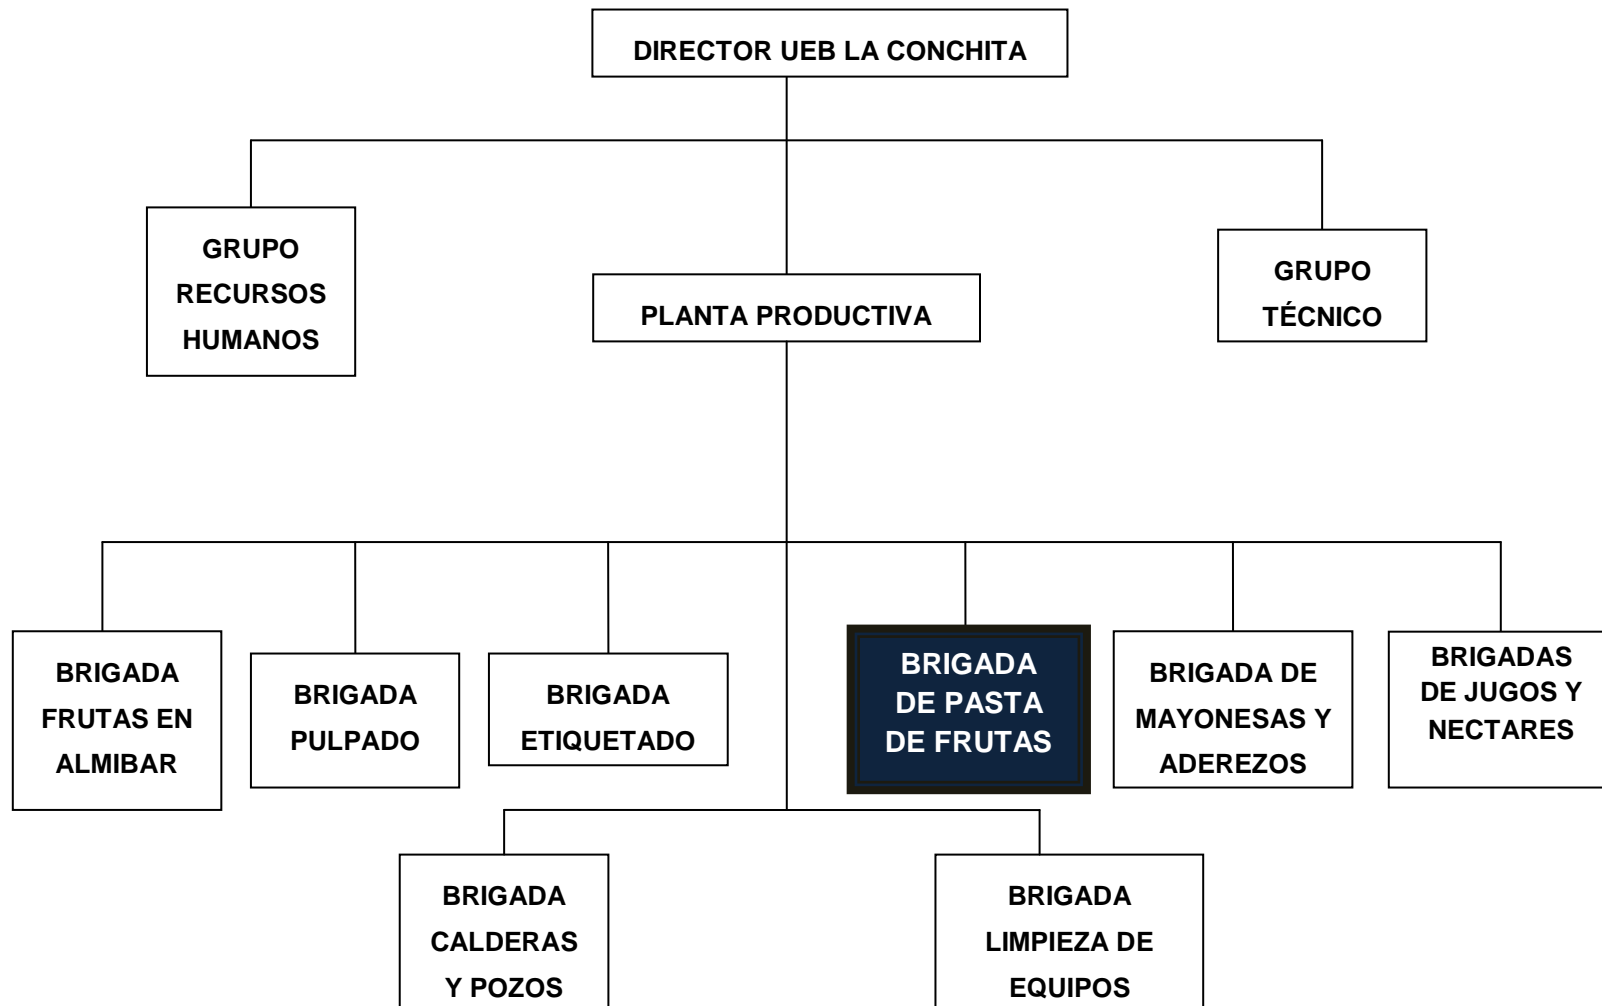 DIRECTOR UEB LA CONCHITA
GRUPO
RECURSOS
HUMANOS
PLANTA PRODUCTIVA
GRUPO
TÉCNICO
BRIGADA
FRUTAS EN
ALMIBAR
BRIGADA
PULPADO
BRIGADA
ETIQUETADO
BRIGADA
DE PASTA
DE FRUTAS
BRIGADA DE
MAYONESAS Y
ADEREZOS
BRIGADAS
DE JUGOS Y
NECTARES
BRIGADA
CALDERAS
Y POZOS
BRIGADA
LIMPIEZA DE
EQUIPOS